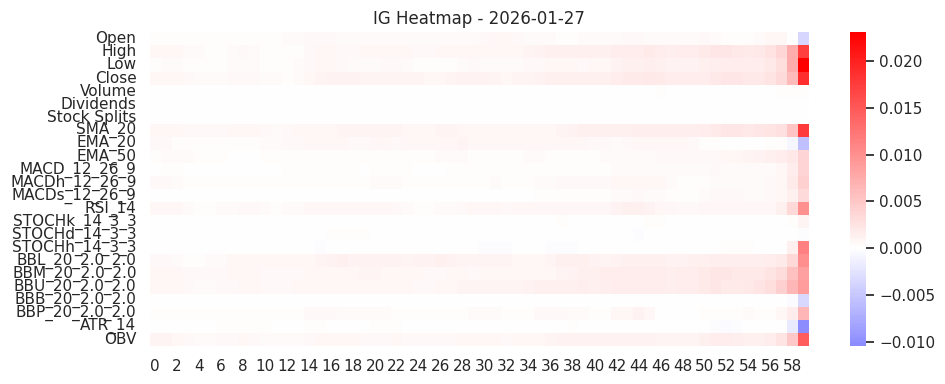 IG Heatmap - 2026-01-27
Open
High
Low
Close
Volume
Dividends
Stock Splits
SMA_20
EMA_20
EMA_50
MACD_12_26_9
MACDh_12_26_9
MACDs_12_26_9
RSI_14
STOCHk_14_3_3
STOCHd_14_3_3
STOCHh_14_3_3
BBL_20_2.0_2.0
BBM_20_2.0_2.0
BBU_20_2.0_2.0
BBB_20_2.0_2.0
BBP_20_2.0_2.0
ATR_14
OBV
0 2 4 6 8 10 12 14 16 18 20 22 24 26 28 30 32 34 36 38 40 42 44 46 48 50 52 54 56 58
0.020
0.015
0.010
0.005
0.000
−0.005
−0.010